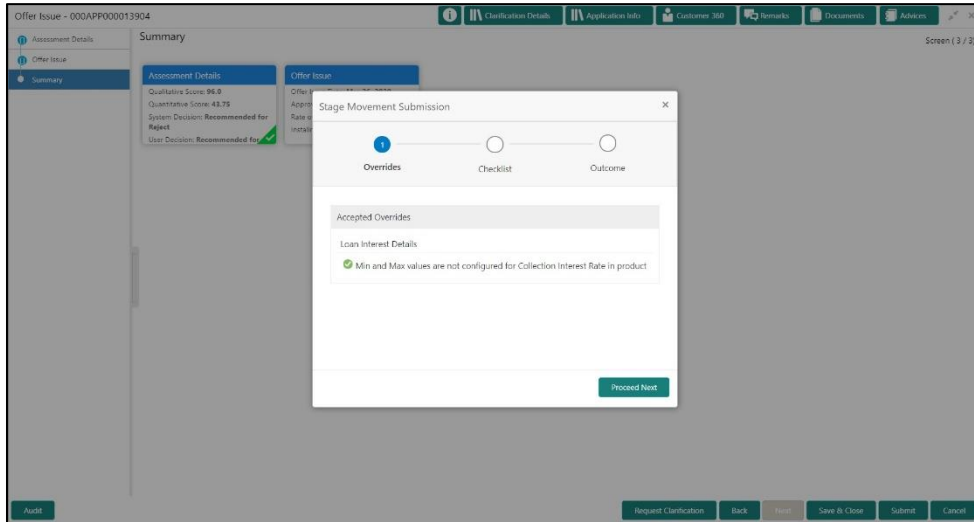 Offer Issue - 000APP000013904
Clarification Details
Application Info
Customer 360
Remarks
Documents
Advices
Assessment Details
Offer Issue
Summary
Summary
Screen ( 3 / 3)
Assessment Details
Qualitative Score: 96.0
Quantitative Score: 43.75
System Decision: Recommended for
Reject
User Decision: Recommended for
Offer Issue
Stage Movement Submission
1
Overrides
Checklist
Outcome
Accepted Overrides
Loan Interest Details
Min and Max values are not configured for Collection Interest Rate in product
Proceed Next
Audit
Request Clarification
Back
Next
Save & Close
Submit
Cancel